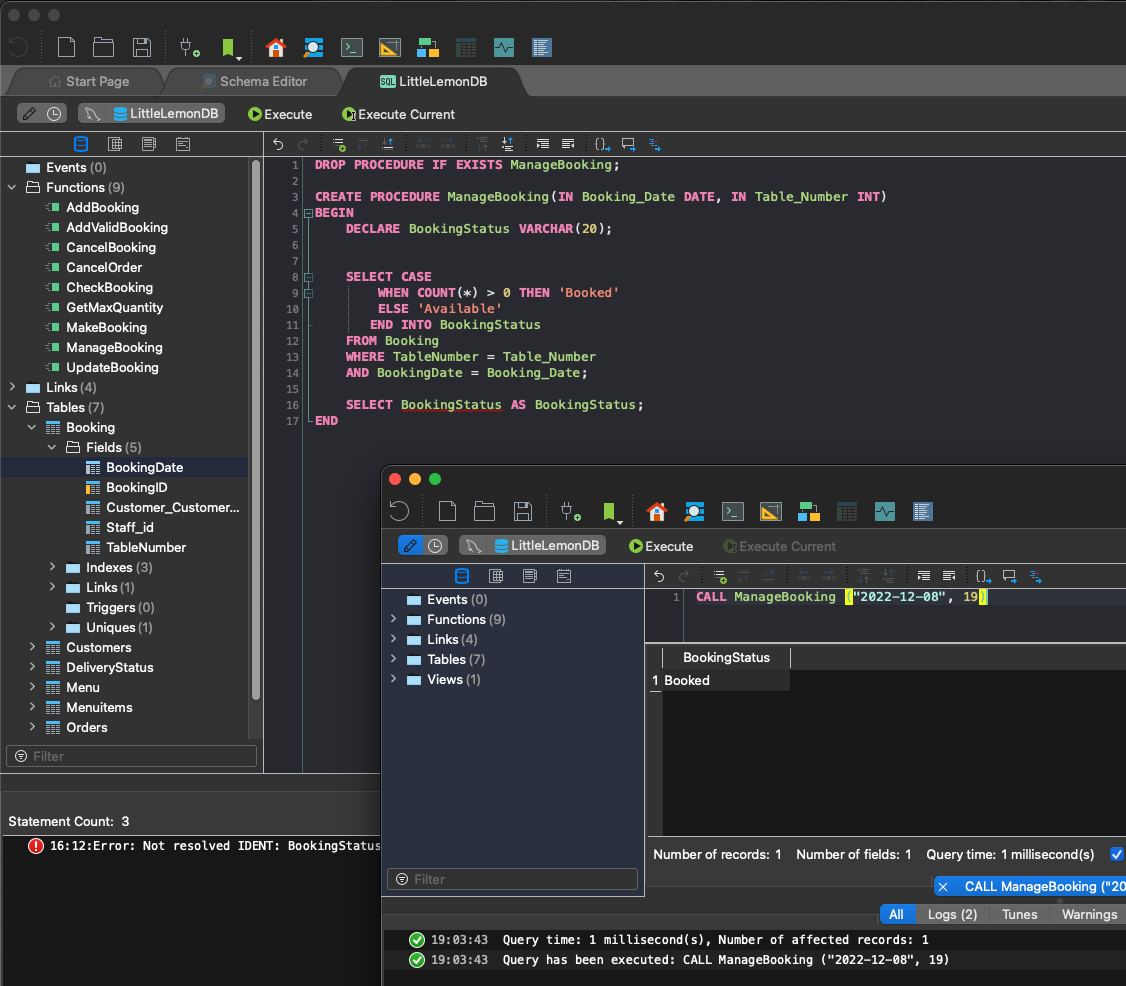 Start Page
Schema Editor
SQL LittleLemonDB
LittleLemonDB
Execute
Execute Current
Events (0)
Functions (9)
AddBooking
AddValidBooking
CancelBooking
CancelOrder
CheckBooking
GetMaxQuantity
MakeBooking
ManageBooking
UpdateBooking
Links (4)
Tables (7)
Booking
Fields (5)
BookingDate
BookingID
Customer_Customer...
Staff_id
TableNumber
Indexes (3)
Links (1)
Triggers (0)
Uniques (1)
Customers
DeliveryStatus
Menu
Menuitems
Orders
Filter
1 DROP PROCEDURE IF EXISTS ManageBooking;
2
3 CREATE PROCEDURE ManageBooking(IN Booking_Date DATE, IN Table_Number INT)
4 BEGIN
5 DECLARE BookingStatus VARCHAR(20);
6
7
8 SELECT CASE
9 WHEN COUNT(*) > 0 THEN 'Booked'
10 ELSE 'Available'
11 END INTO BookingStatus
12 FROM Booking
13 WHERE TableNumber = Table_Number
14 AND BookingDate = Booking_Date;
15
16 SELECT BookingStatus AS BookingStatus;
17 END
Statement Count: 3
16:12:Error: Not resolved IDENT: BookingStatus
LittleLemonDB
Execute
Execute Current
Events (0)
Functions (9)
Links (4)
Tables (7)
Views (1)
Filter
1 CALL ManageBooking ("2022-12-08", 19)
BookingStatus
1 Booked
Number of records: 1 Number of fields: 1 Query time: 1 millisecond(s)
CALL ManageBooking ("20
All Logs (2) Tunes Warnings
19:03:43 Query time: 1 millisecond(s), Number of affected records: 1
19:03:43 Query has been executed: CALL ManageBooking ("2022-12-08", 19)